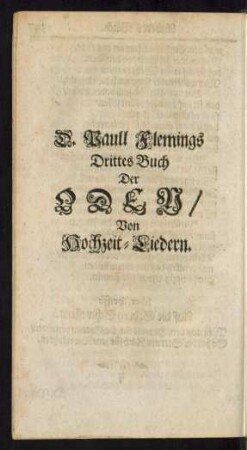 D. Paull Flemings
Drittes Buch
Der
ODEN/
Von
Hochzeit-Liedern.